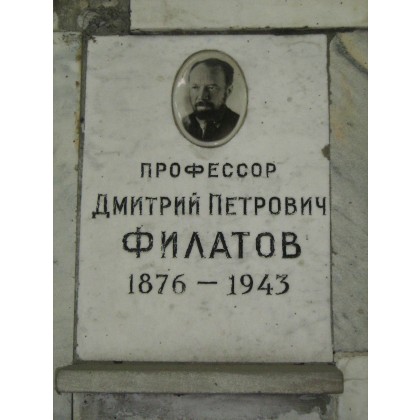 ПРОФЕССОР
ДМИТРИЙ ПЕТРОВИЧ
ФИЛАТОВ
1876 – 1943